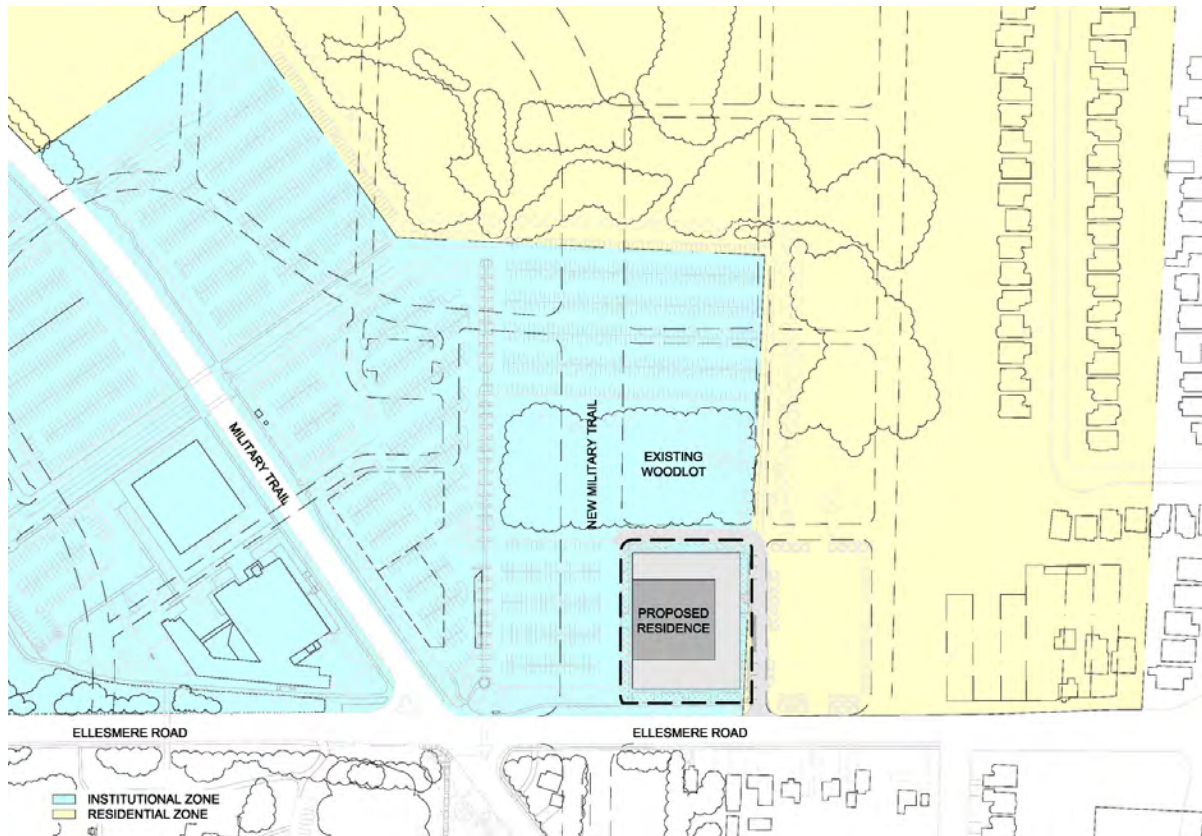 MILITARY TRAIL
NEW MILITARY TRAIL
EXISTING
WOODLOT
PROPOSED
RESIDENCE
ELLESMERE ROAD
ELLESMERE ROAD
INSTITUTIONAL ZONE
RESIDENTIAL ZONE